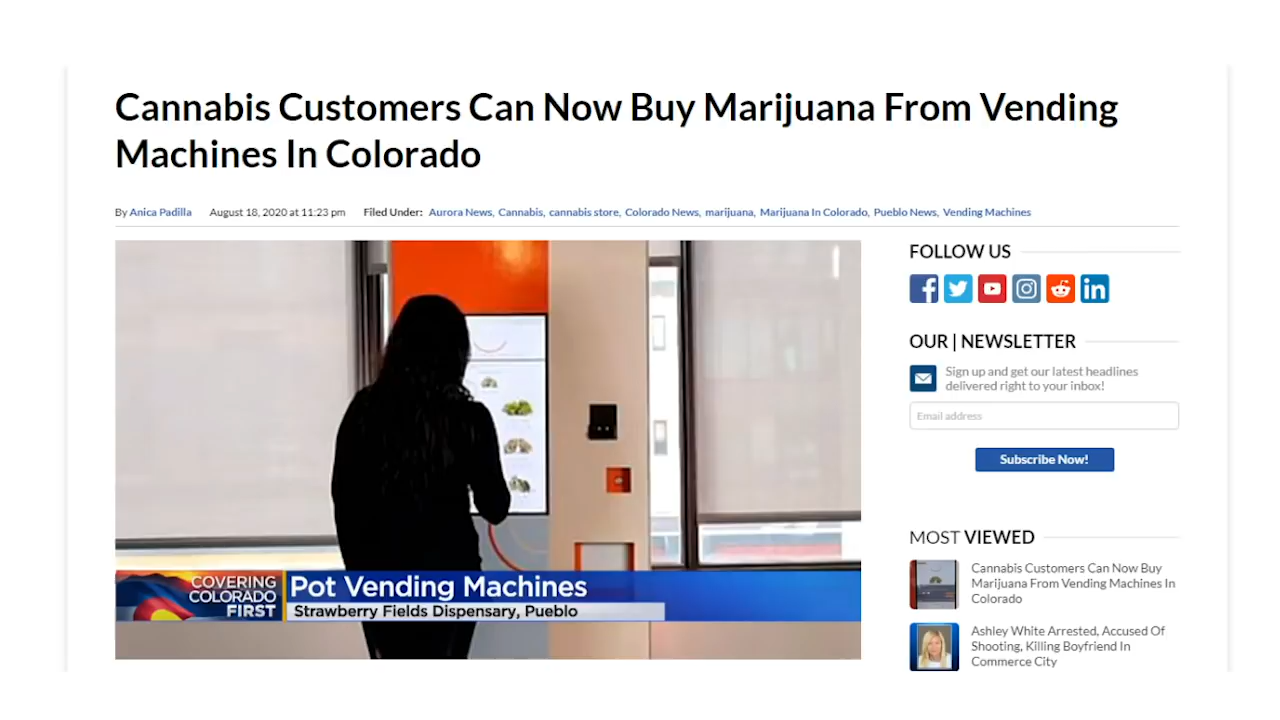 Cannabis Customers Can Now Buy Marijuana From Vending
Machines In Colorado
By Anica Padilla August 18, 2020 at 11:23 pm Filed Under: Aurora News, Cannabis, cannabis store, Colorado News, marijuana, Marijuana In Colorado, Pueblo News, Vending Machines
COVERING
COLORADO
FIRST
Pot Vending Machines
Strawberry Fields Dispensary, Pueblo
FOLLOW US
OUR | NEWSLETTER
Sign up and get our latest headlines
delivered right to your inbox!
Email address
Subscribe Now!
MOST VIEWED
Cannabis Customers Can Now Buy
Marijuana From Vending Machines In
Colorado
Ashley White Arrested, Accused Of
Shooting, Killing Boyfriend In
Commerce City